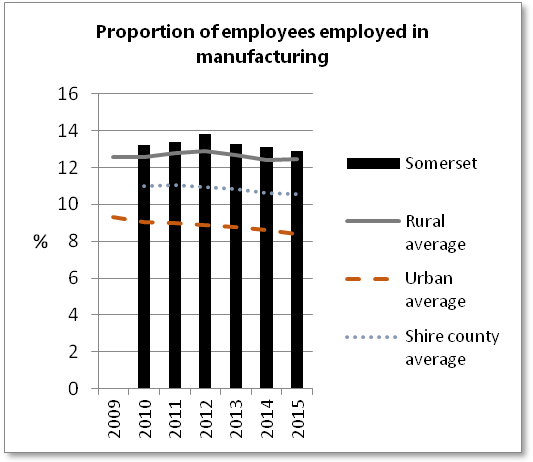 Proportion of employees employed in
manufacturing
16
14
12
10
8
6
4
2
0
%
2009
2010
2011
2012
2013
2014
2015
Somerset
Rural
average
Urban
average
Shire county
average